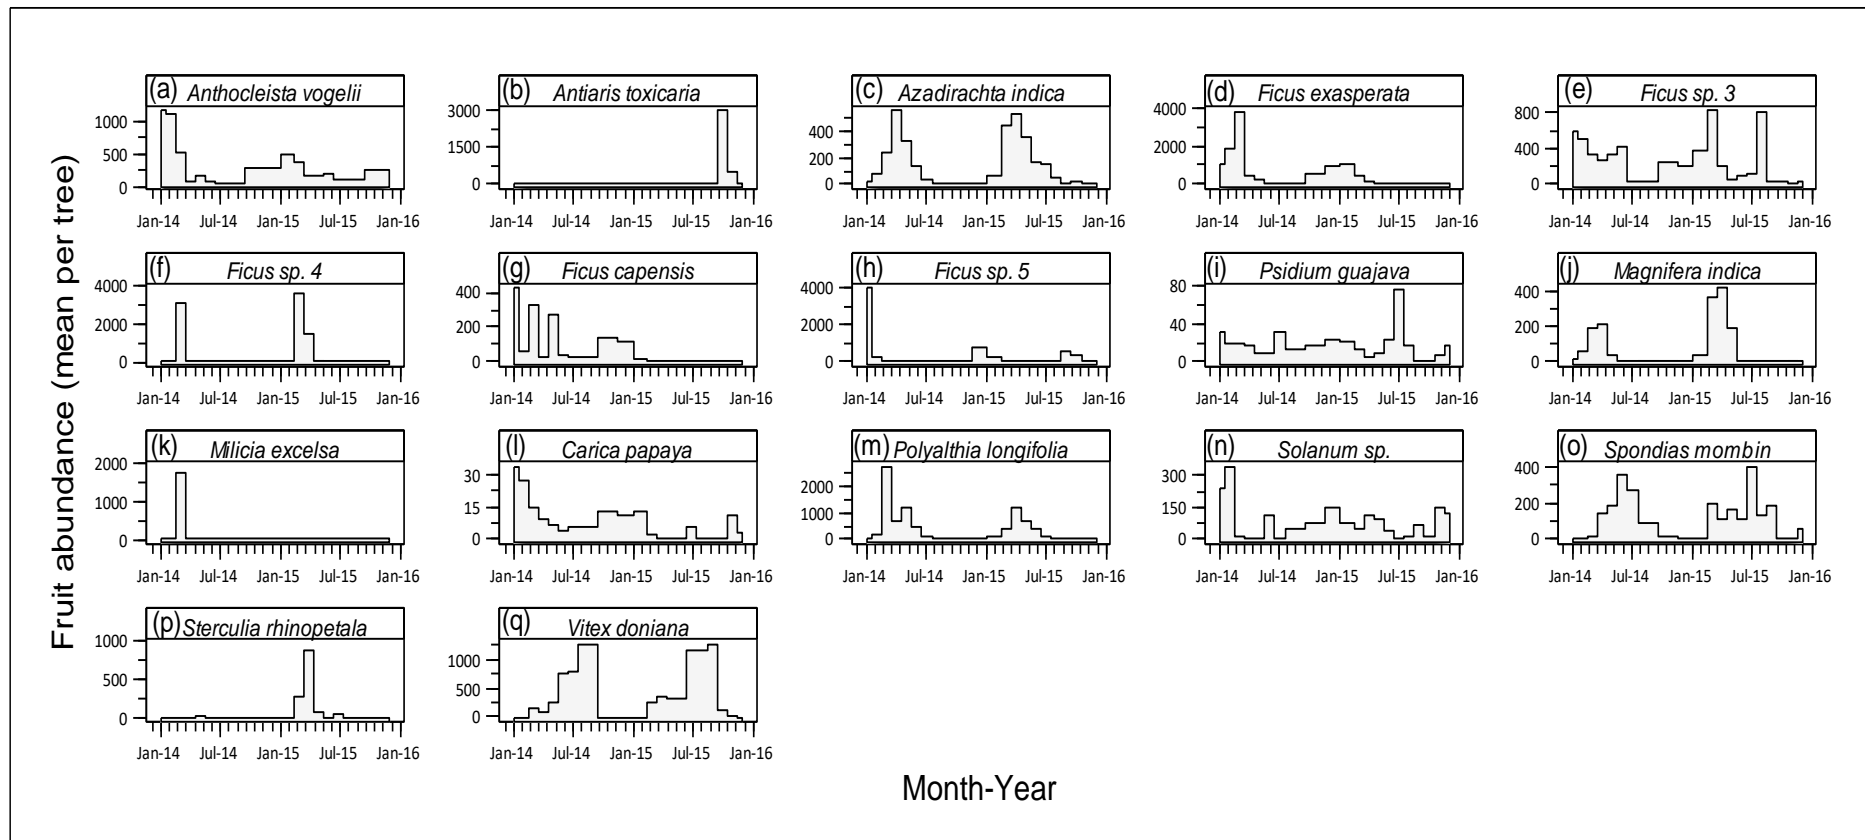 (a) Anthocleista vogelii
1000
500
0
Jan-14 Jul-14 Jan-15 Jul-15 Jan-16
(b) Antiaris toxicaria
3000
1500
0
Jan-14 Jul-14 Jan-15 Jul-15 Jan-16
(c) Azadirachta indica
400
200
0
Jan-14 Jul-14 Jan-15 Jul-15 Jan-16
(d) Ficus exasperata
4000
2000
0
Jan-14 Jul-14 Jan-15 Jul-15 Jan-16
(e) Ficus sp. 3
800
400
0
Jan-14 Jul-14 Jan-15 Jul-15 Jan-16
(f) Ficus sp. 4
4000
2000
0
Jan-14 Jul-14 Jan-15 Jul-15 Jan-16
(g) Ficus capensis
400
200
0
Jan-14 Jul-14 Jan-15 Jul-15 Jan-16
(h) Ficus sp. 5
4000
2000
0
Jan-14 Jul-14 Jan-15 Jul-15 Jan-16
(i) Psidium guajava
80
40
0
Jan-14 Jul-14 Jan-15 Jul-15 Jan-16
(j) Magnifera indica
400
200
0
Jan-14 Jul-14 Jan-15 Jul-15 Jan-16
(k) Milicia excelsa
2000
1000
0
Jan-14 Jul-14 Jan-15 Jul-15 Jan-16
(l) Carica papaya
30
15
0
Jan-14 Jul-14 Jan-15 Jul-15 Jan-16
(m) Polyalthia longifolia
2000
1000
0
Jan-14 Jul-14 Jan-15 Jul-15 Jan-16
(n) Solanum sp.
300
150
0
Jan-14 Jul-14 Jan-15 Jul-15 Jan-16
(o) Spondias mombin
400
200
0
Jan-14 Jul-14 Jan-15 Jul-15 Jan-16
(p) Sterculia rhinopetala
1000
500
0
Jan-14 Jul-14 Jan-15 Jul-15 Jan-16
(q) Vitex doniana
1000
500
0
Jan-14 Jul-14 Jan-15 Jul-15 Jan-16
Fruit abundance (mean per tree)
Month-Year